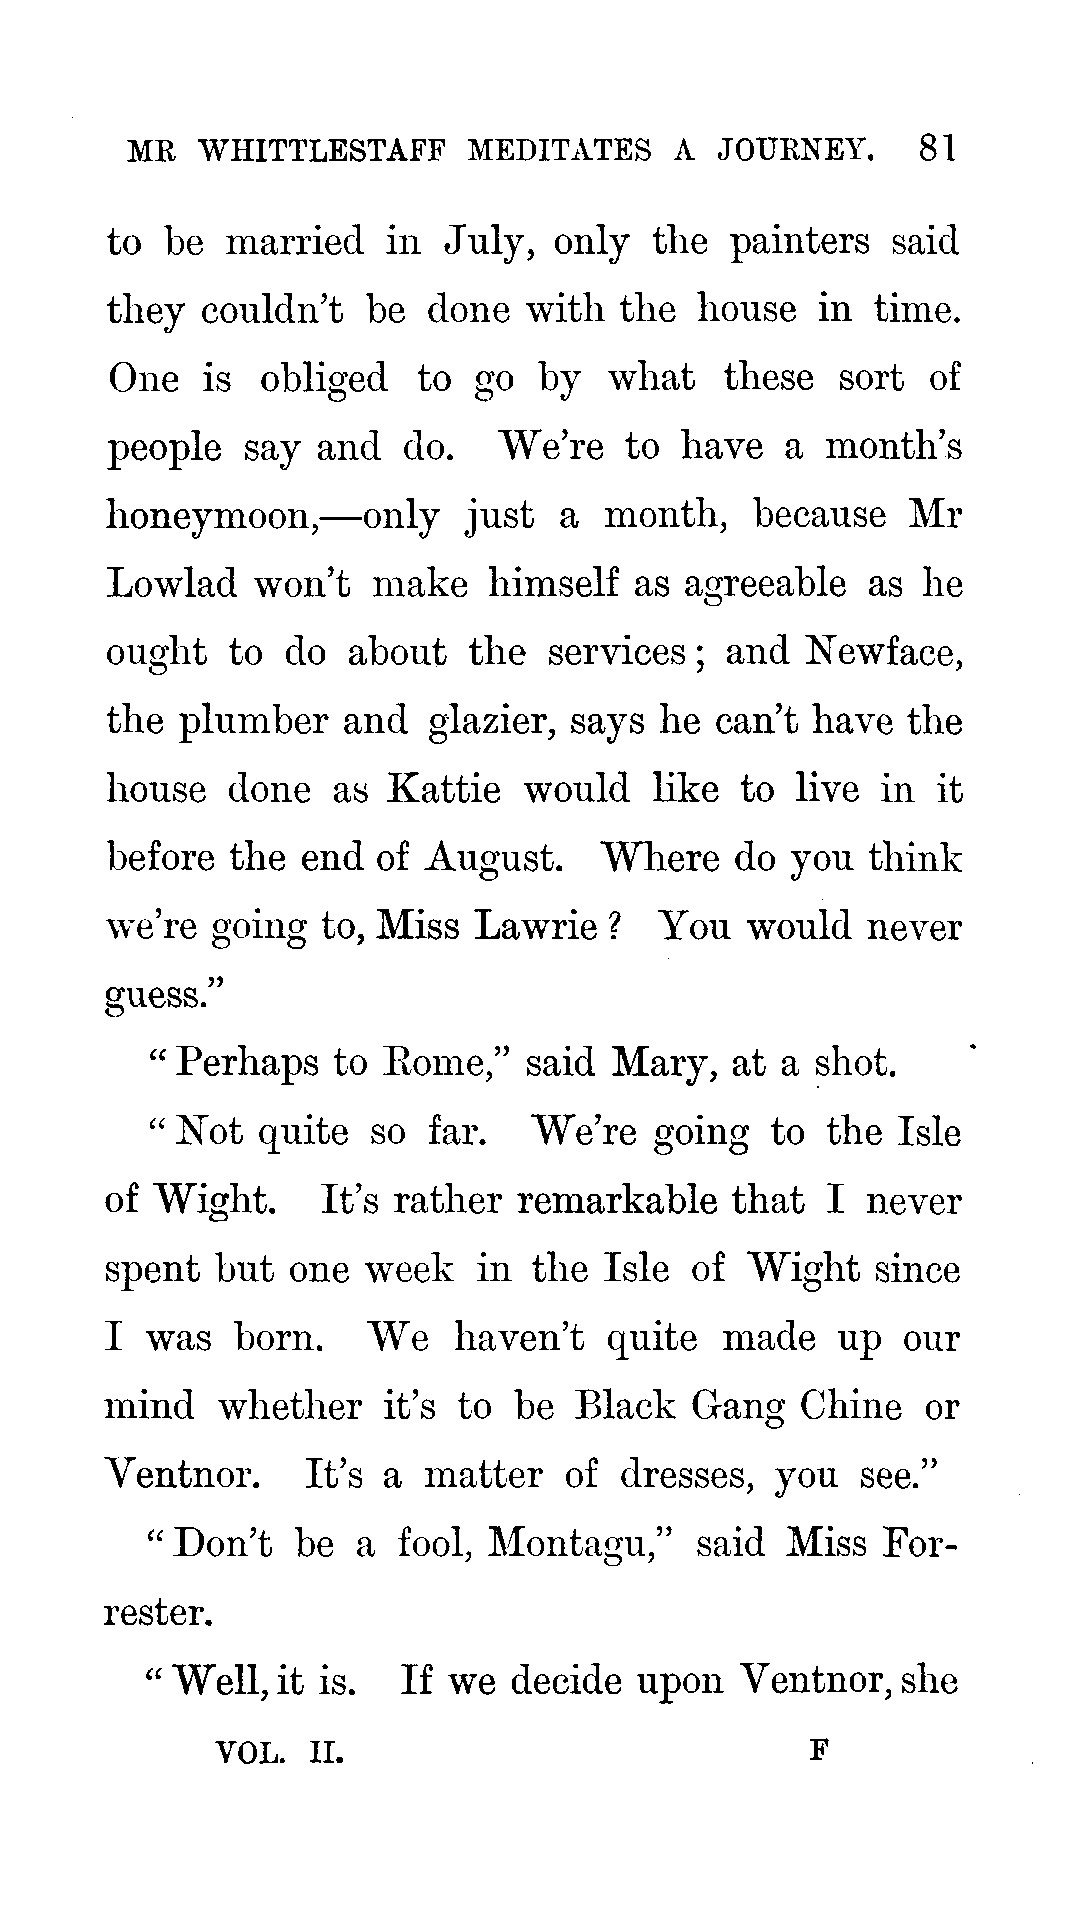 MR WHITTLESTAFF MEDITATES A JOURNEY. 81
to be married in July, only the painters said
they couldn't be done with the house in time.
One is obliged to go by what these sort of
people say and do. We're to have a month's
honeymoon,—only just a month, because Mr
Lowlad won't make himself as agreeable as he
ought to do about the services; and Newface,
the plumber and glazier, says he can't have the
house done as Kattie would like to live in it
before the end of August. Where do you think
we're going to, Miss Lawrie? You would never
guess.”
“Perhaps to Rome,” said Mary, at a shot.
“Not quite so far. We're going to the Isle
of Wight. It's rather remarkable that I never
spent but one week in the Isle of Wight since
I was born. We haven't quite made up our
mind whether it's to be Black Gang Chine or
Ventnor. It's a matter of dresses, you see.”
“Don't be a fool, Montagu,” said Miss For-
rester.
“Well, it is. If we decide upon Ventnor, she
VOL. II. F